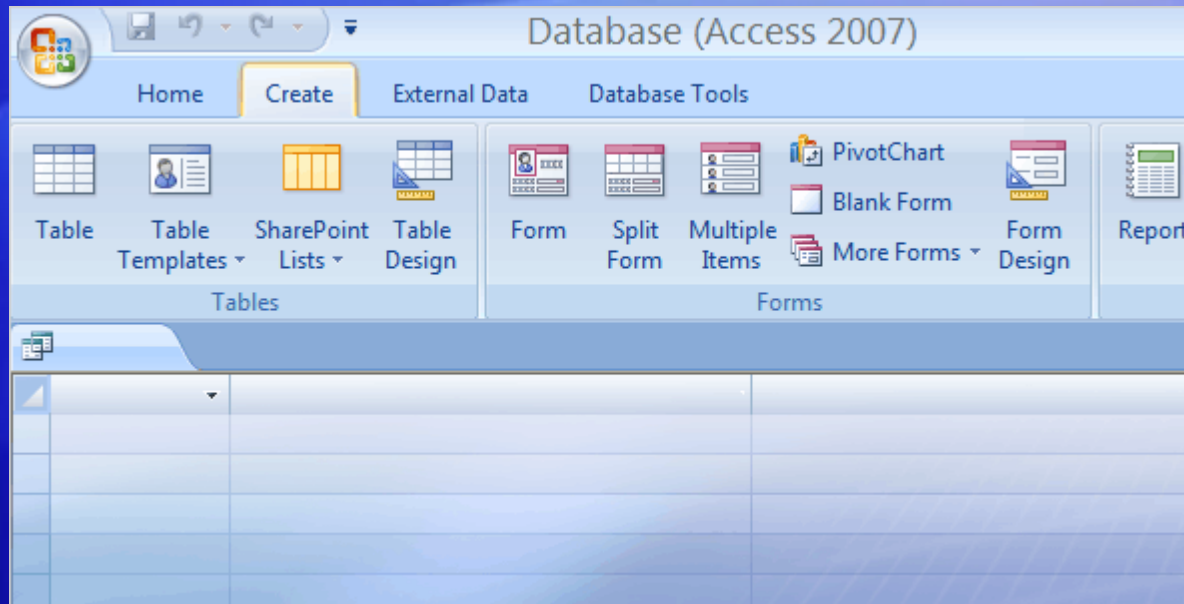 Database (Access 2007)
Home Create External Data Database Tools
Table
Table
Templates
SharePoint
Lists
Table
Design
Form
Split
Form
Multiple
Items
PivotChart
Blank Form
More Forms
Form
Design
Report
Tables
Forms